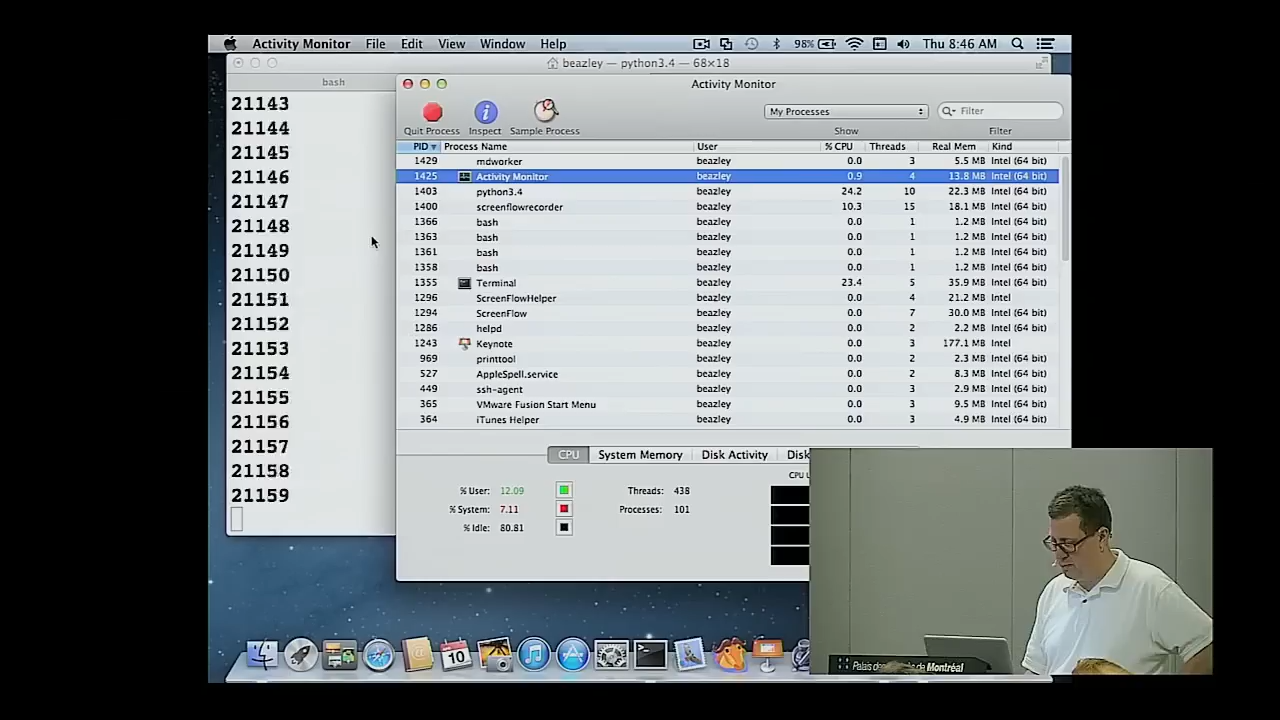 Activity Monitor File Edit View Window Help 98% Thu 8:46 AM
beazley — python3.4 — 68×18
bash
Activity Monitor
21143
21144
21145
21146
21147
21148
21149
21150
21151
21152
21153
21154
21155
21156
21157
21158
21159
My Processes Filter
Quit Process Inspect Sample Process Show Filter
PID Process Name User % CPU Threads Real Mem Kind
1429 mdworker beazley 0.0 3 5.5 MB Intel (64 bit)
1425 Activity Monitor beazley 0.9 4 13.8 MB Intel (64 bit)
1403 python3.4 beazley 24.2 10 22.3 MB Intel (64 bit)
1400 screenflowrecorder beazley 10.3 15 18.1 MB Intel (64 bit)
1366 bash beazley 0.0 1 1.2 MB Intel (64 bit)
1363 bash beazley 0.0 1 1.2 MB Intel (64 bit)
1361 bash beazley 0.0 1 1.2 MB Intel (64 bit)
1358 bash beazley 0.0 1 1.2 MB Intel (64 bit)
1355 Terminal beazley 23.4 5 35.9 MB Intel (64 bit)
1296 ScreenFlowHelper beazley 0.0 4 21.2 MB Intel
1294 ScreenFlow beazley 0.0 7 30.0 MB Intel (64 bit)
1286 helpd beazley 0.0 2 2.2 MB Intel (64 bit)
1243 Keynote beazley 0.0 3 177.1 MB Intel
969 printtool beazley 0.0 2 2.3 MB Intel (64 bit)
527 AppleSpell.service beazley 0.0 2 8.3 MB Intel (64 bit)
449 ssh-agent beazley 0.0 3 2.9 MB Intel (64 bit)
365 VMware Fusion Start Menu beazley 0.0 3 9.5 MB Intel (64 bit)
364 iTunes Helper beazley 0.0 3 4.9 MB Intel (64 bit)
CPU System Memory Disk Activity Disk
CPU U
% User: 12.09 Threads: 438
% System: 7.11 Processes: 101
% Idle: 80.81
10
Palais des de Montréal